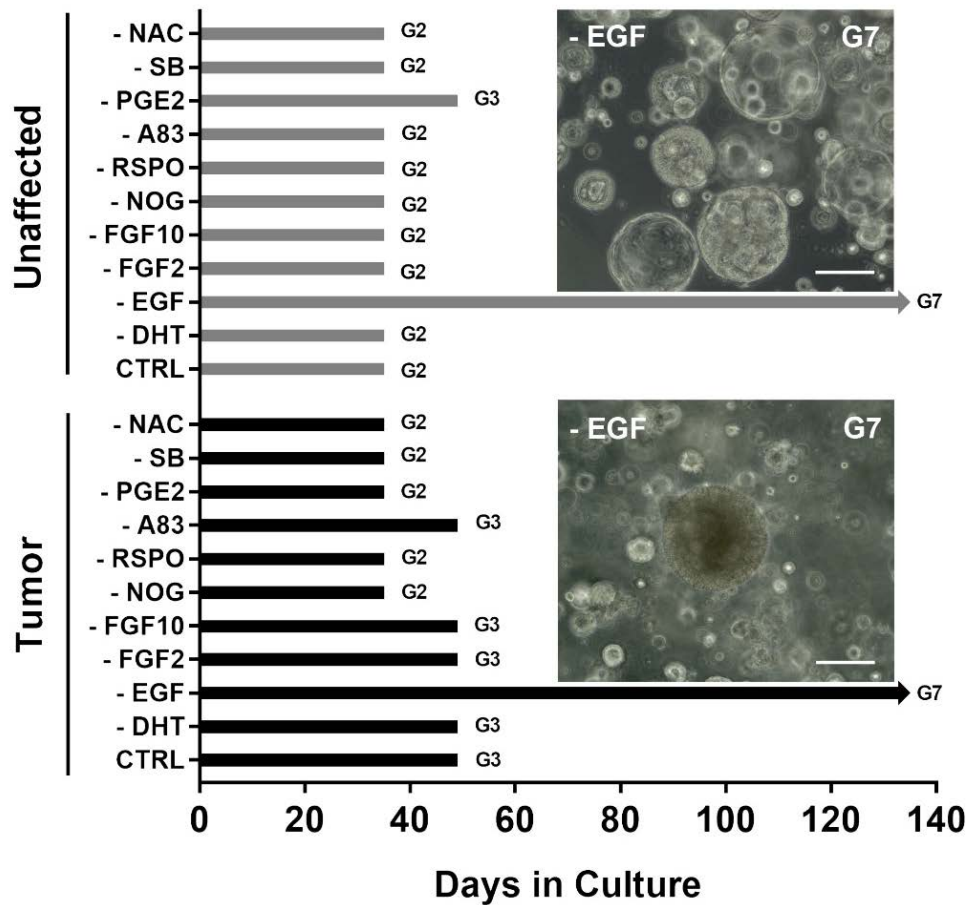 Unaffected
- NAC G2
- SB G2
- PGE2 G3
- A83 G2
- RSPO G2
- NOG G2
- FGF10 G2
- FGF2 G2
- EGF G7
- DHT G2
CTRL G2
- EGF G7
Tumor
- NAC G2
- SB G2
- PGE2 G2
- A83 G3
- RSPO G2
- NOG G2
- FGF10 G3
- FGF2 G3
- EGF G7
- DHT G3
CTRL G3
- EGF G7
0 20 40 60 80 100 120 140
Days in Culture